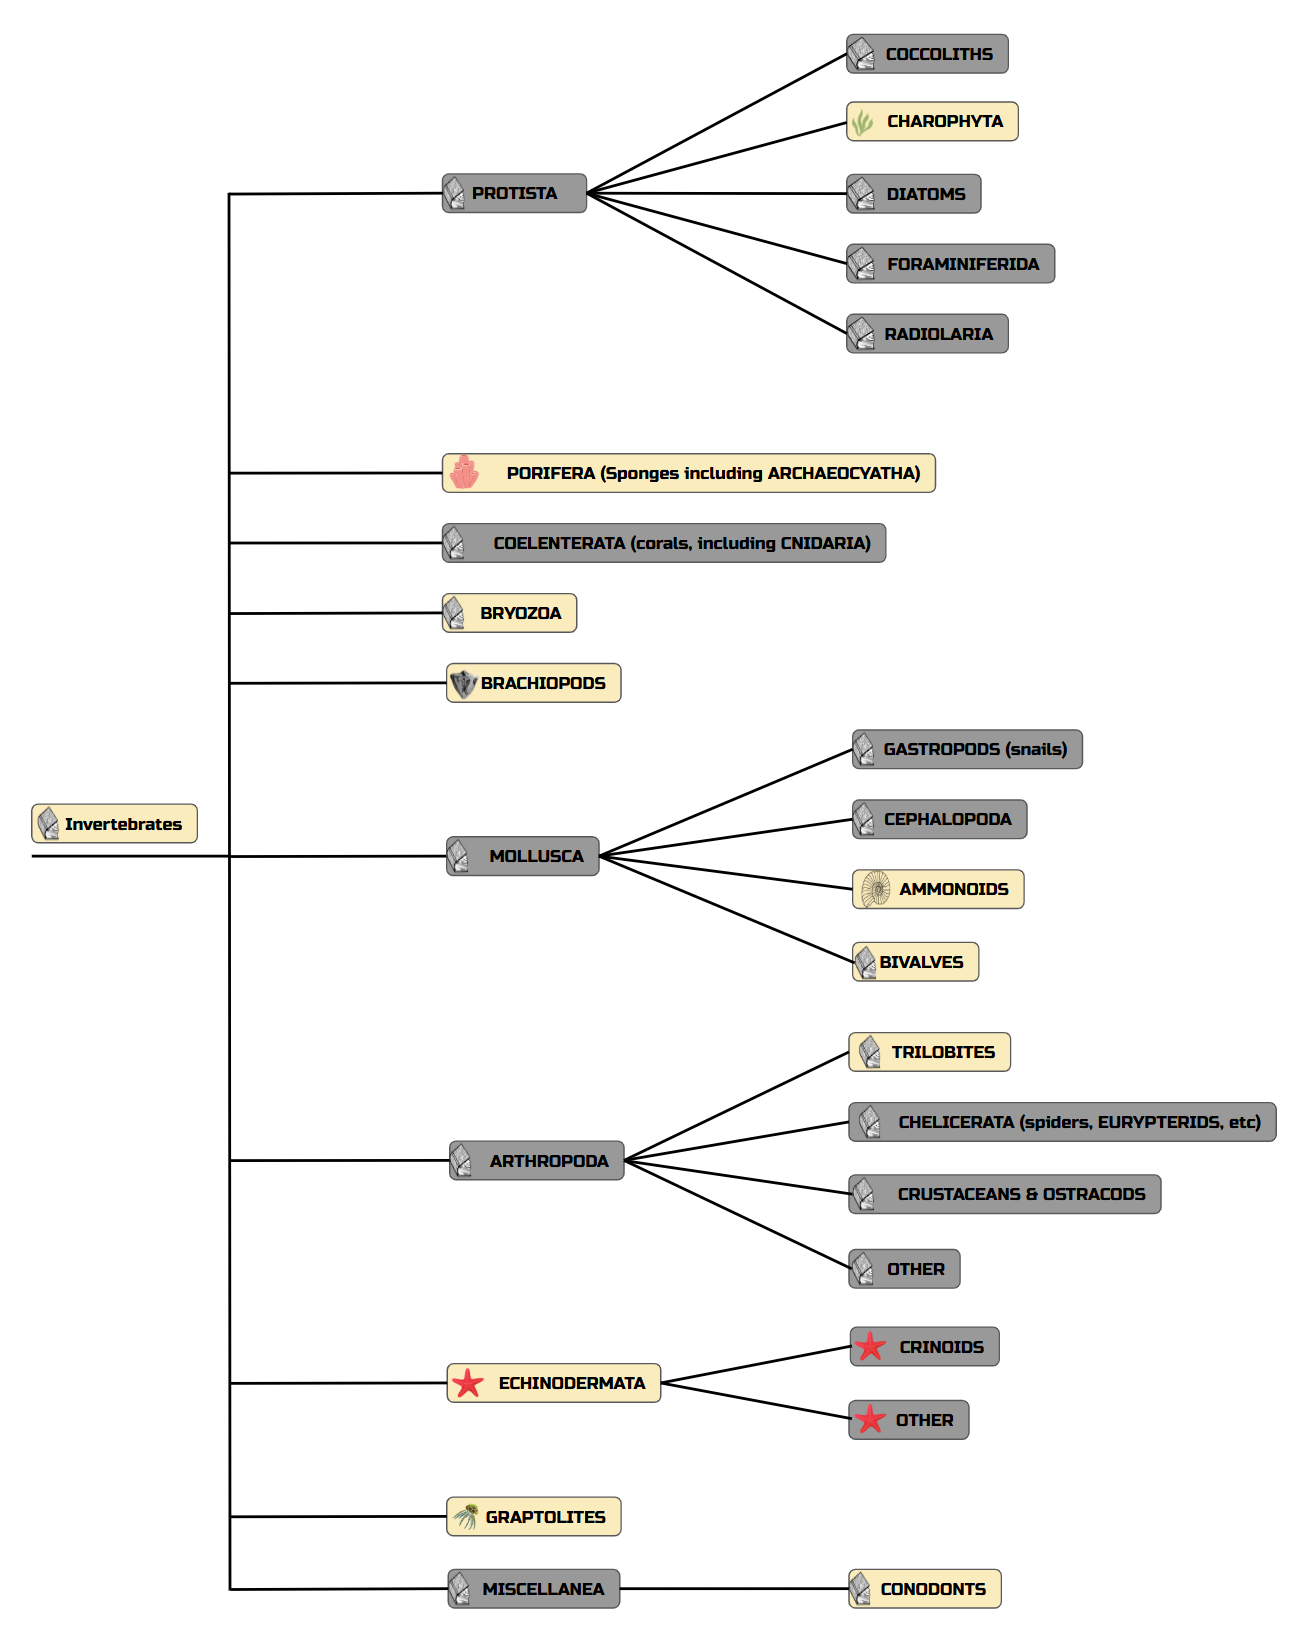 COCCOLITHS
CHAROPHYTA
PROTISTA
DIATOMS
FORAMINIFERIDA
RADIOLARIA
PORIFERA (Sponges including ARCHAEOCYATHA)
COELENTERATA (corals, including CNIDARIA)
BRYOZOA
BRACHIOPODS
GASTROPODS (snails)
Invertebrates
CEPHALOPODA
MOLLUSCA
AMMONOIDS
BIVALVES
TRILOBITES
CHELICERATA (spiders, EURYPTERIDS, etc)
ARTHROPODA
CRUSTACEANS & OSTRACODS
OTHER
CRINOIDS
ECHINODERMATA
OTHER
GRAPTOLITES
MISCELLANEA
CONODONTS